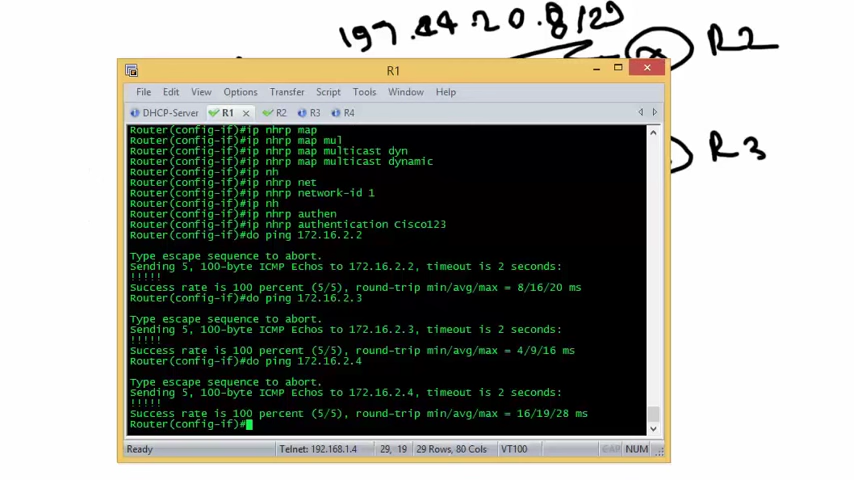 197.44.20.8/29
R2
R1
File Edit View Options Transfer Script Tools Window Help
DHCP-Server R1 x R2 R3 R4
Router(config-if)#ip nhrp map
Router(config-if)#ip nhrp map mul
Router(config-if)#ip nhrp map multicast dyn
Router(config-if)#ip nhrp map multicast dynamic
Router(config-if)#ip nh
Router(config-if)#ip nhrp net
Router(config-if)#ip nhrp network-id 1
Router(config-if)#ip nh
Router(config-if)#ip nhrp authen
Router(config-if)#ip nhrp authentication Cisco123
Router(config-if)#do ping 172.16.2.2
Type escape sequence to abort.
Sending 5, 100-byte ICMP Echos to 172.16.2.2, timeout is 2 seconds:
!!!!!
Success rate is 100 percent (5/5), round-trip min/avg/max = 8/16/20 ms
Router(config-if)#do ping 172.16.2.3
Type escape sequence to abort.
Sending 5, 100-byte ICMP Echos to 172.16.2.3, timeout is 2 seconds:
!!!!!
Success rate is 100 percent (5/5), round-trip min/avg/max = 4/9/16 ms
Router(config-if)#do ping 172.16.2.4
Type escape sequence to abort.
Sending 5, 100-byte ICMP Echos to 172.16.2.4, timeout is 2 seconds:
!!!!!
Success rate is 100 percent (5/5), round-trip min/avg/max = 16/19/28 ms
Router(config-if)#
R3
Ready Telnet: 192.168.1.4 29, 19 29 Rows, 80 Cols VT100 CAP NUM